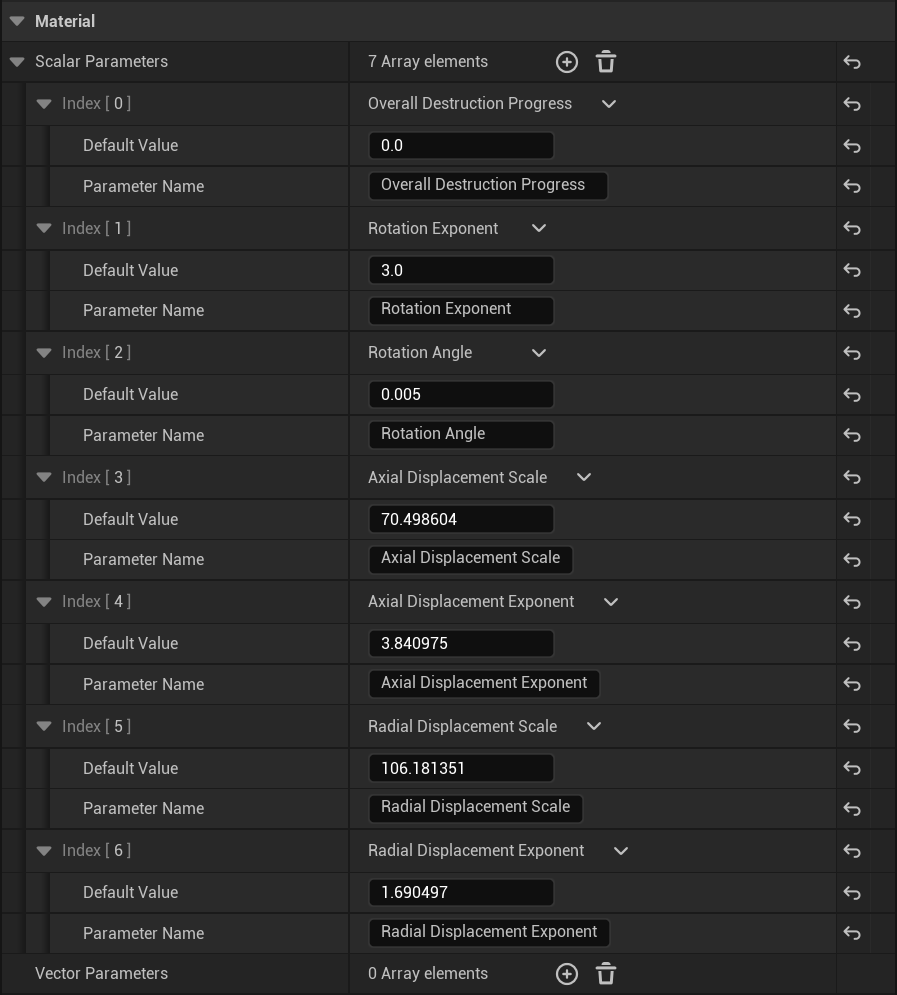 Material
Scalar Parameters 7 Array elements
Index [ 0 ] Overall Destruction Progress
Default Value 0.0
Parameter Name Overall Destruction Progress
Index [ 1 ] Rotation Exponent
Default Value 3.0
Parameter Name Rotation Exponent
Index [ 2 ] Rotation Angle
Default Value 0.005
Parameter Name Rotation Angle
Index [ 3 ] Axial Displacement Scale
Default Value 70.498604
Parameter Name Axial Displacement Scale
Index [ 4 ] Axial Displacement Exponent
Default Value 3.840975
Parameter Name Axial Displacement Exponent
Index [ 5 ] Radial Displacement Scale
Default Value 106.181351
Parameter Name Radial Displacement Scale
Index [ 6 ] Radial Displacement Exponent
Default Value 1.690497
Parameter Name Radial Displacement Exponent
Vector Parameters 0 Array elements